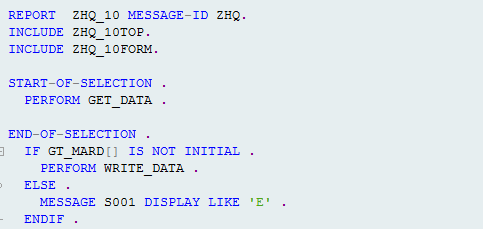 REPORT  ZHQ_10 MESSAGE-ID ZHQ.
INCLUDE ZHQ_10TOP.
INCLUDE ZHQ_10FORM.
START-OF-SELECTION .
PERFORM GET_DATA .
END-OF-SELECTION .
IF GT_MARD[] IS NOT INITIAL .
PERFORM WRITE_DATA .
ELSE .
MESSAGE S001 DISPLAY LIKE 'E' .
ENDIF .